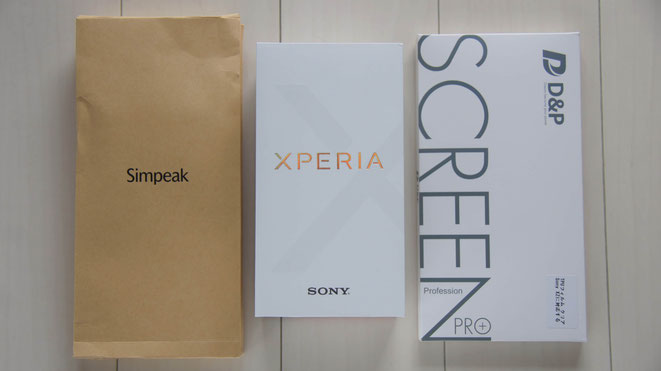 Simpeak
XPERIA
SONY
SCREEN
Profession
PRO+
D&P